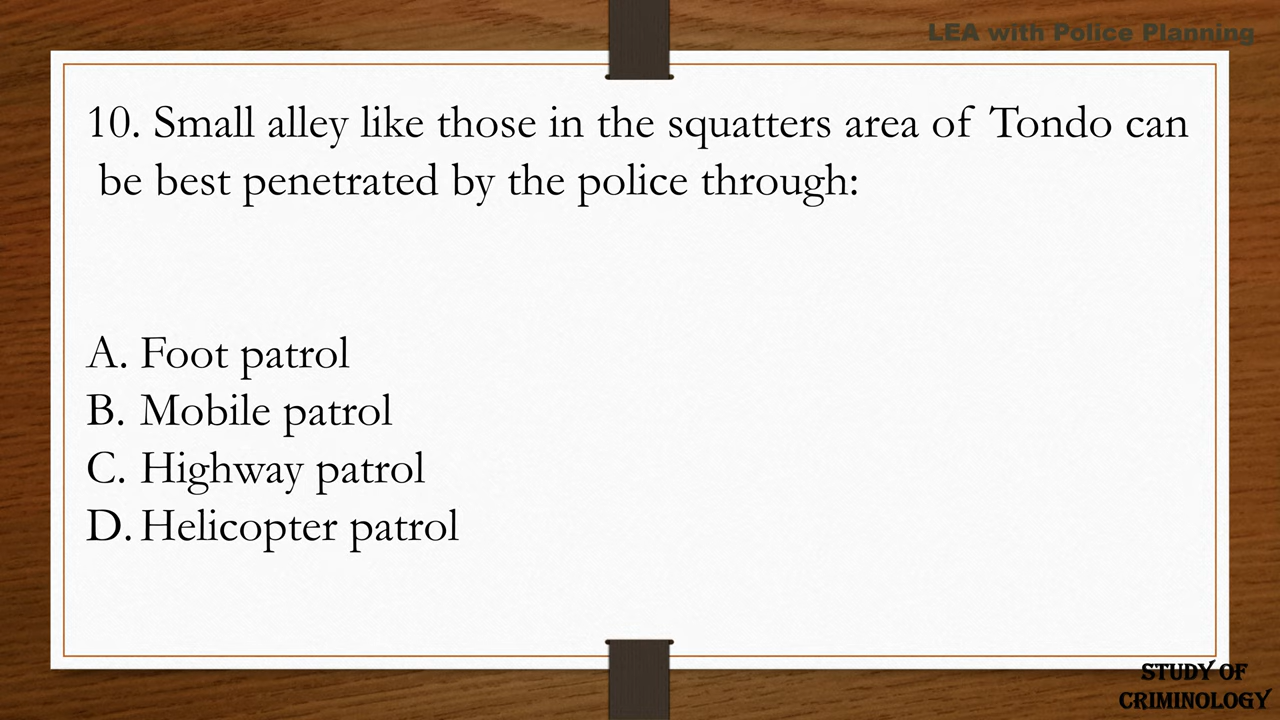 LEA with Police Planning
10. Small alley like those in the squatters area of Tondo can
be best penetrated by the police through:
A. Foot patrol
B. Mobile patrol
C. Highway patrol
D. Helicopter patrol
STUDY OF
CRIMINOLOGY